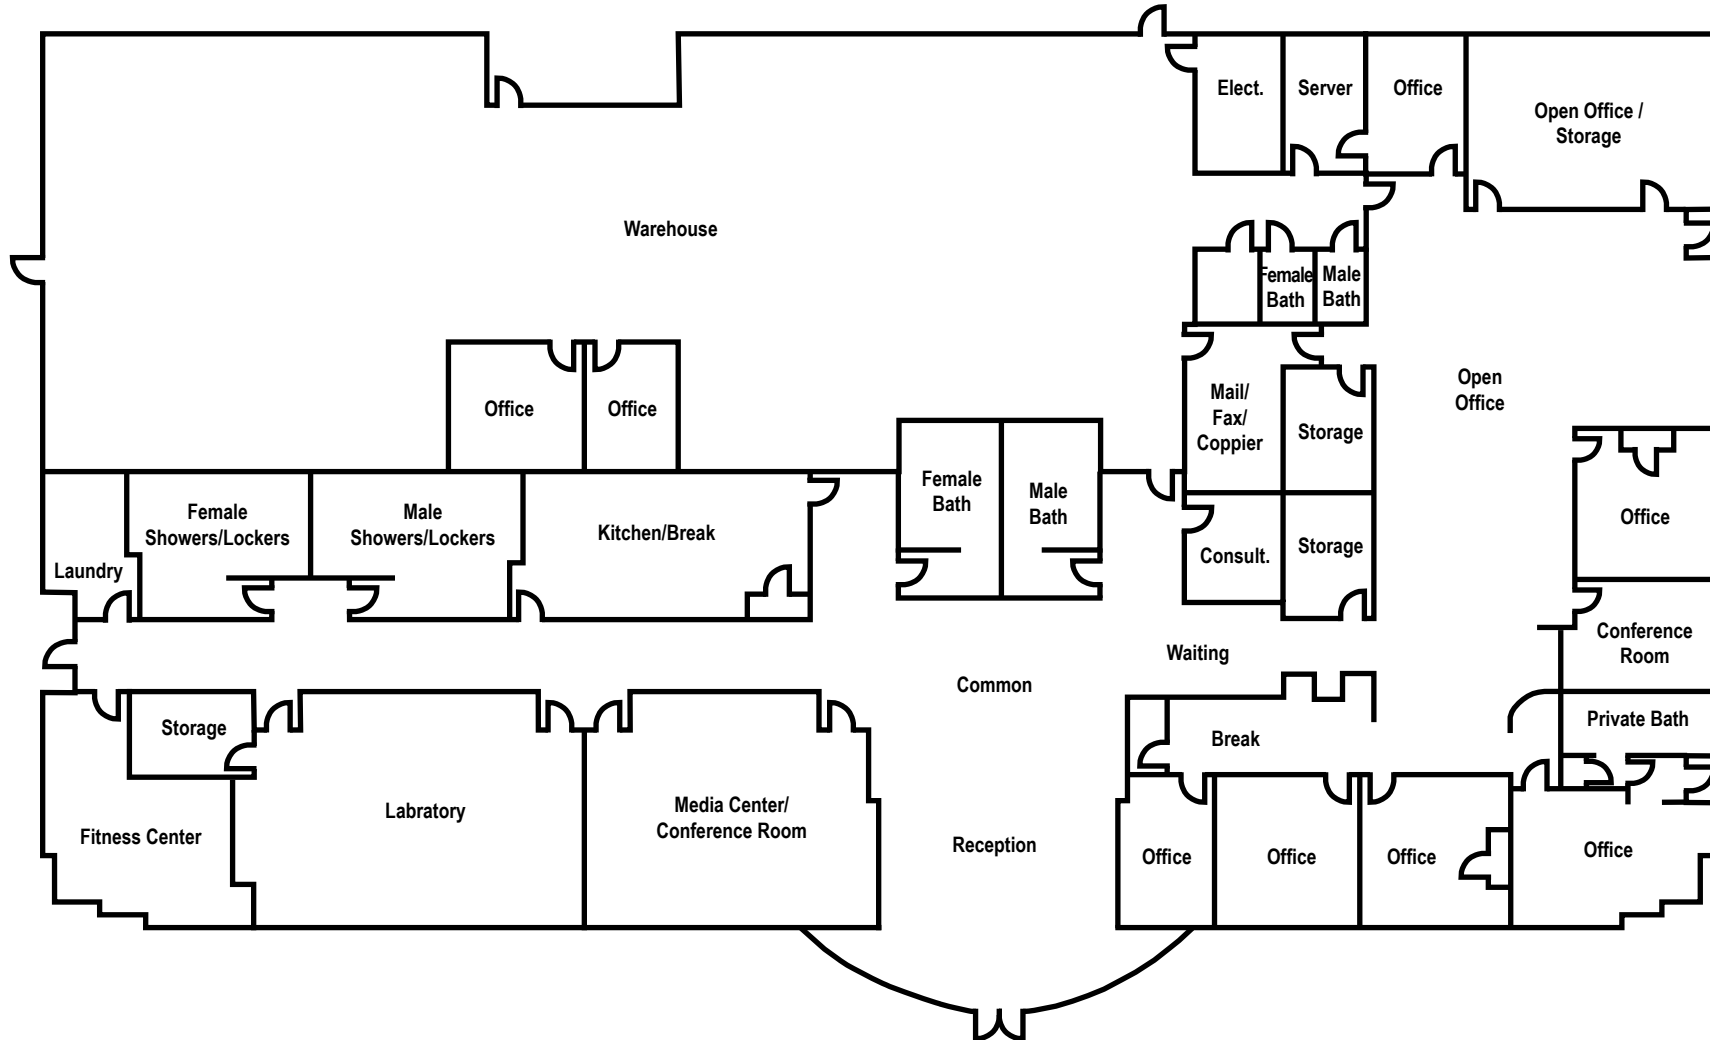 Elect.
Server
Office
Open Office /
Storage
Warehouse
Female
Bath
Male
Bath
Office
Office
Mail/
Fax/
Coppier
Storage
Open
Office
Female
Bath
Male
Bath
Female
Showers/Lockers
Male
Showers/Lockers
Kitchen/Break
Laundry
Consult.
Storage
Office
Conference
Room
Waiting
Common
Storage
Break
Private Bath
Fitness Center
Labratory
Media Center/
Conference Room
Reception
Office
Office
Office
Office